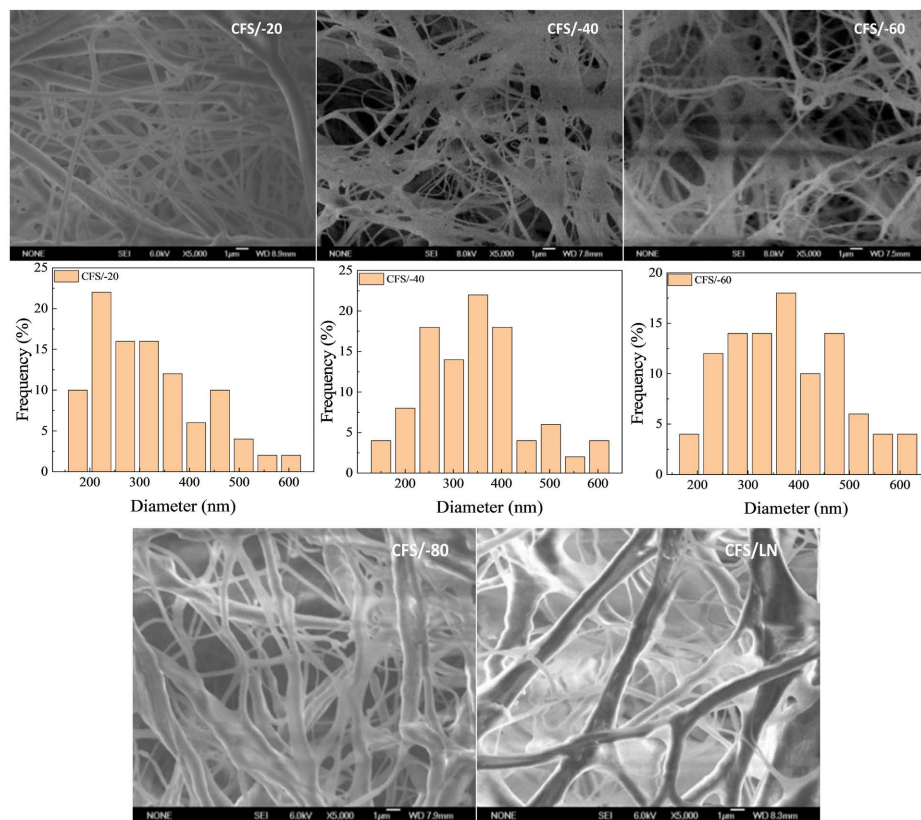 CFS/-20
CFS/-40
CFS/-60
NONE SEI 6.0kV X5,000 1μm WD 8.9mm
NONE SEI 8.0kV X5,000 1μm WD 7.8mm
NONE SEI 8.0kV X5,000 1μm WD 7.5mm
25
20
15
10
5
0
Frequency (%)
CFS/-20
200 300 400 500 600
Diameter (nm)
25
20
15
10
5
0
Frequency (%)
CFS/-40
200 300 400 500 600
Diameter (nm)
20
15
10
5
0
Frequency (%)
CFS/-60
200 300 400 500 600
Diameter (nm)
CFS/-80
CFS/LN
NONE SEI 6.0kV X5,000 1μm WD 7.9mm
NONE SEI 6.0kV X5,000 1μm WD 8.3mm